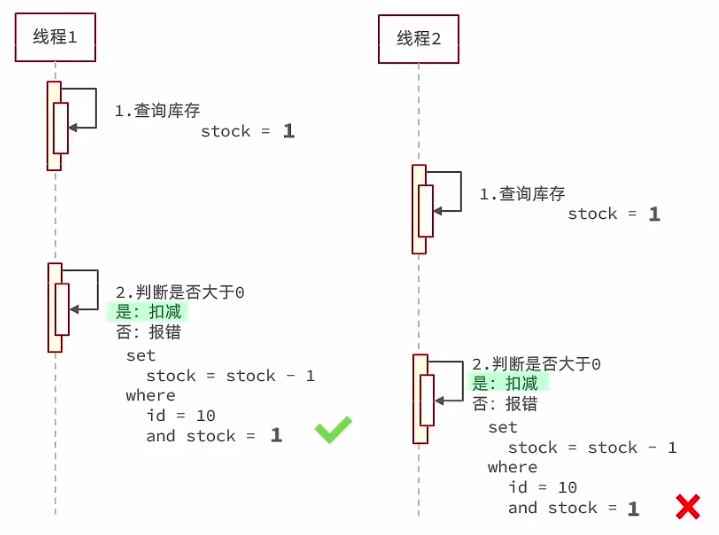 线程1
1.查询库存
stock = 1
2.判断是否大于0
是：扣减
否：报错
set
stock = stock - 1
where
id = 10
and stock = 1
线程2
1.查询库存
stock = 1
2.判断是否大于0
是：扣减
否：报错
set
stock = stock - 1
where
id = 10
and stock = 1